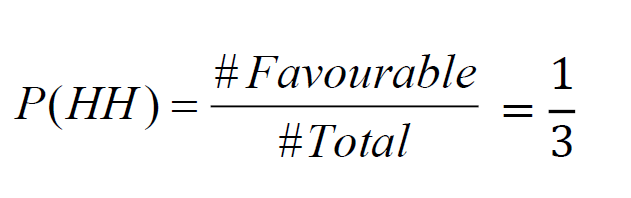 P(HH) = #Favourable / #Total = 1/3